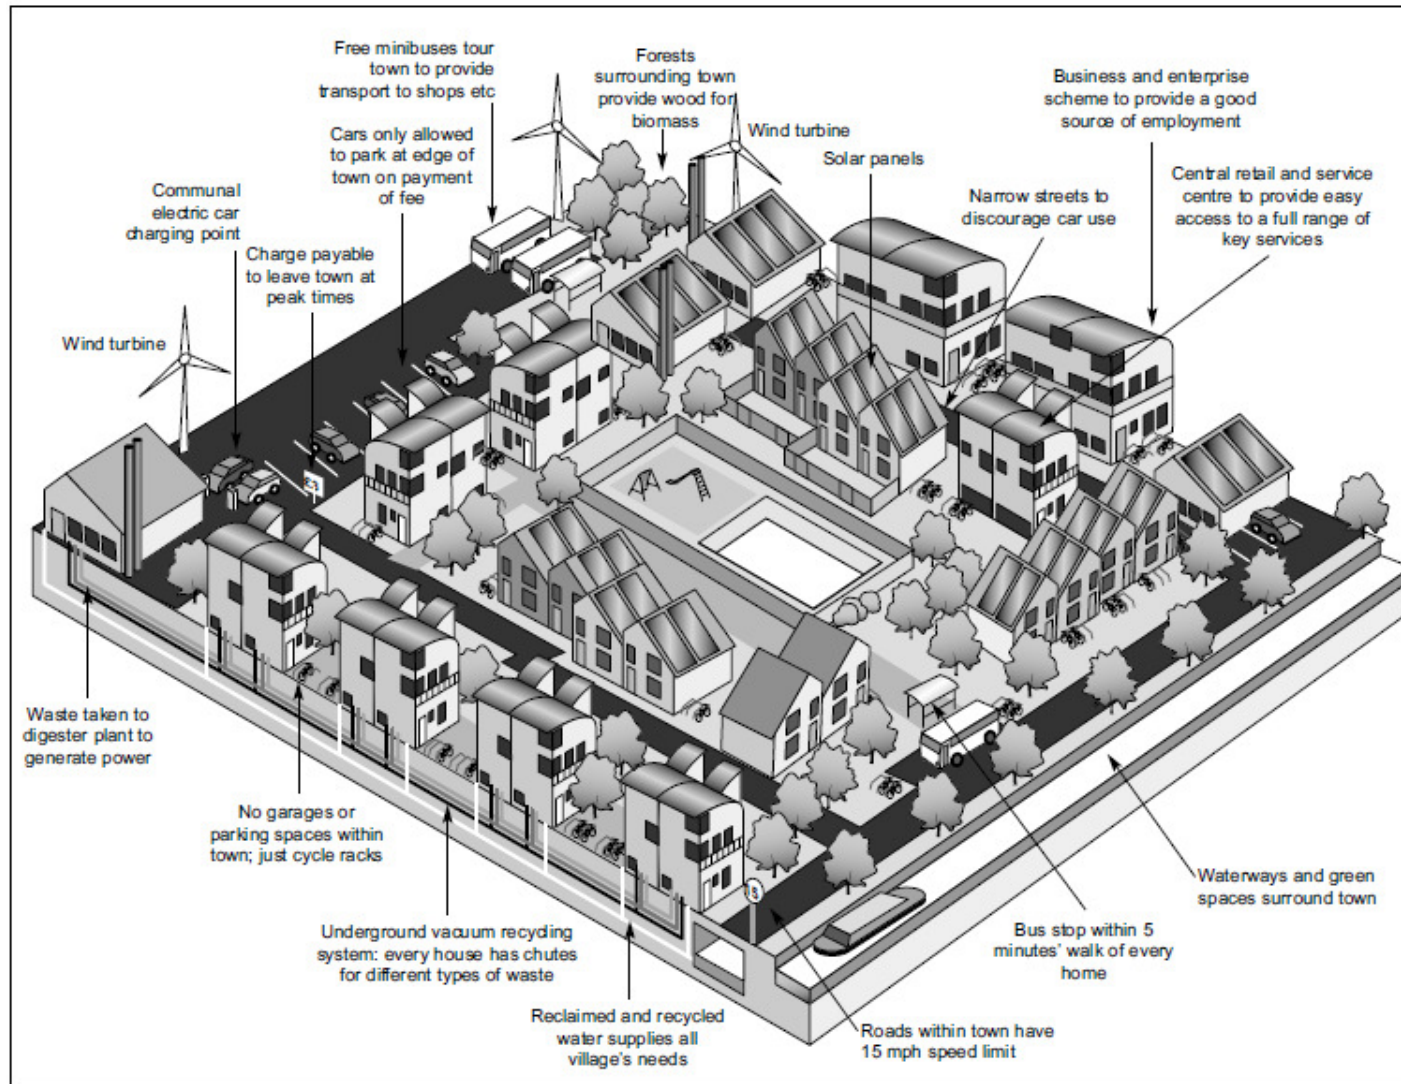 Free minibuses tour
town to provide
transport to shops etc
Forests
surrounding town
provide wood for
biomass
Business and enterprise
scheme to provide a good
source of employment
Wind turbine
Cars only allowed
to park at edge of
town on payment
of fee
Solar panels
Communal
electric car
charging point
Narrow streets to
discourage car use
Central retail and service
centre to provide easy
access to a full range of
key services
Charge payable
to leave town at
peak times
Wind turbine
£3
Waste taken to
digester plant to
generate power
No garages or
parking spaces within
town; just cycle racks
Waterways and green
spaces surround town
15
Underground vacuum recycling
system: every house has chutes
for different types of waste
Bus stop within 5
minutes' walk of every
home
Reclaimed and recycled
water supplies all
village's needs
Roads within town have
15 mph speed limit